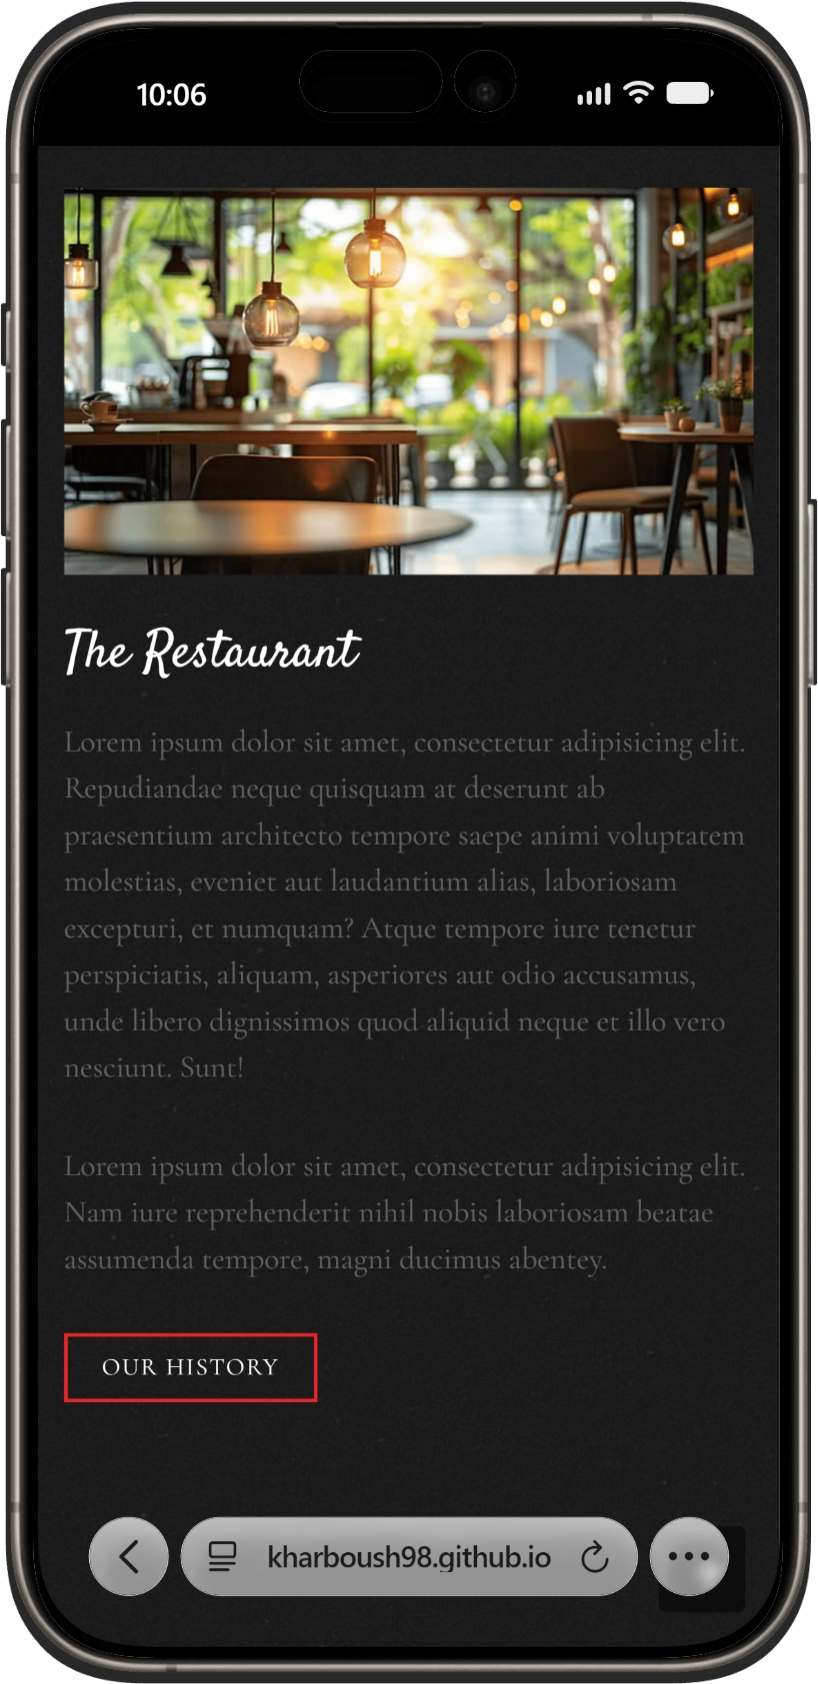 10:06
The Restaurant
Lorem ipsum dolor sit amet, consectetur adipisicing elit.
Repudiandae neque quisquam at deserunt ab
praesentium architecto tempore saepe animi voluptatem
molestias, eveniet aut laudantium alias, laboriosam
excepturi, et numquam? Atque tempore iure tenetur
perspiciatis, aliquam, asperiores aut odio accusamus,
unde libero dignissimos quod aliquid neque et illo vero
nesciunt. Sunt!
Lorem ipsum dolor sit amet, consectetur adipisicing elit.
Nam iure reprehenderit nihil nobis laboriosam beatae
assumenda tempore, magni ducimus abentey.
OUR HISTORY
kharboush98.github.io